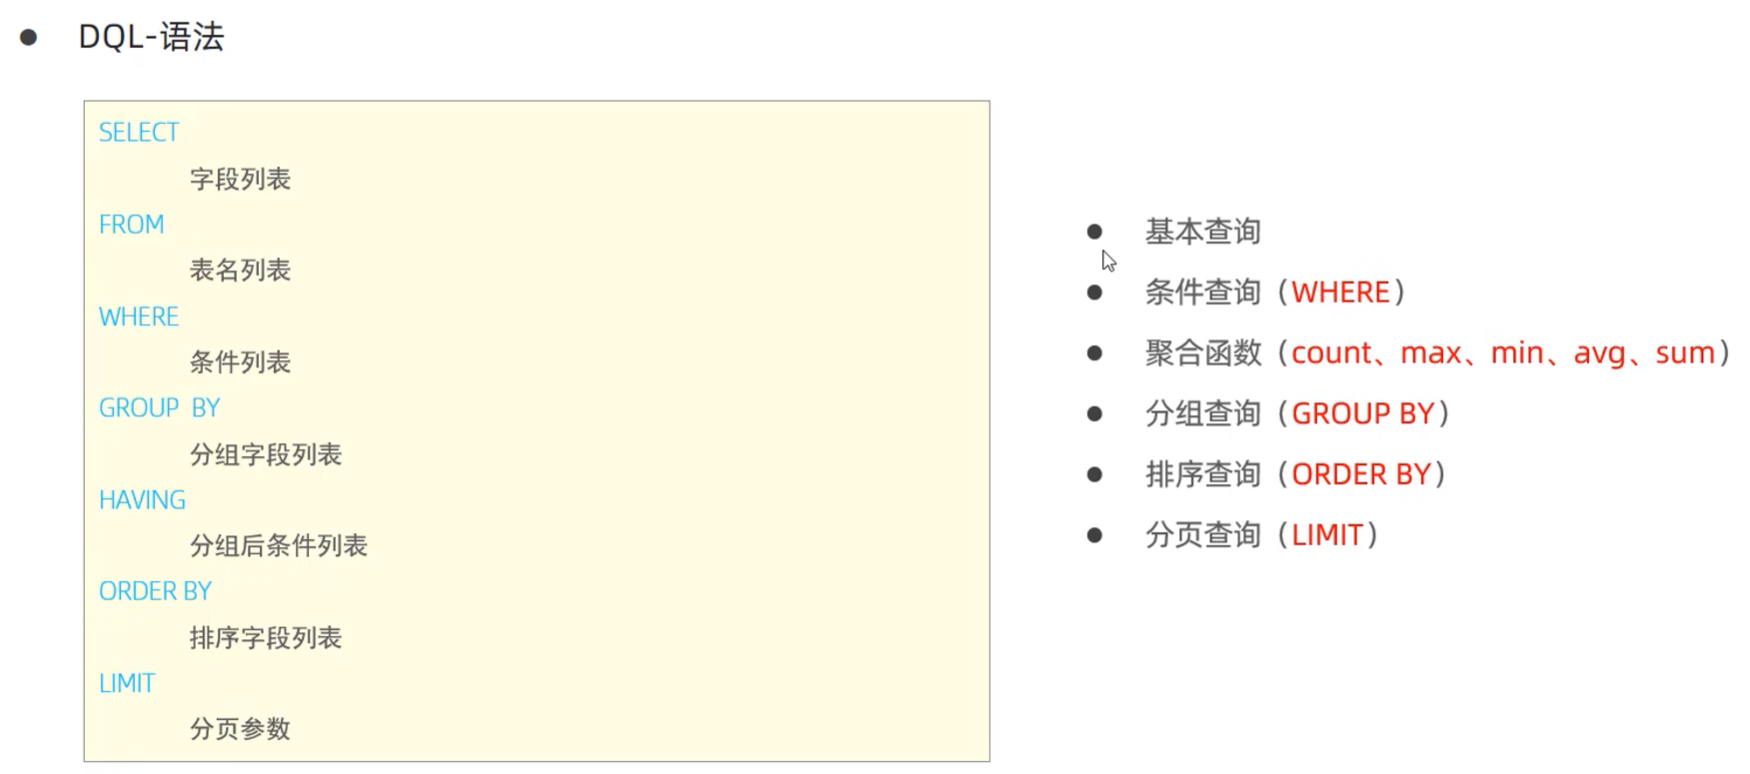 DQL-语法
SELECT
字段列表
FROM
表名列表
WHERE
条件列表
GROUP BY
分组字段列表
HAVING
分组后条件列表
ORDER BY
排序字段列表
LIMIT
分页参数
基本查询
条件查询（WHERE）
聚合函数（count、max、min、avg、sum）
分组查询（GROUP BY）
排序查询（ORDER BY）
分页查询（LIMIT）